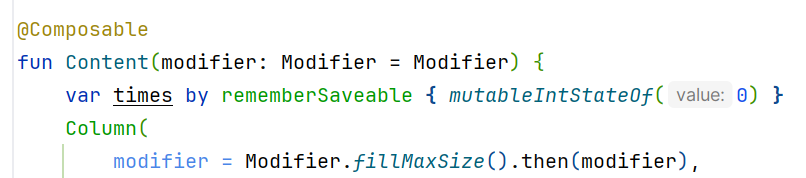 @Composable
fun Content(modifier: Modifier = Modifier) {
var times by rememberSaveable { mutableIntStateOf( value: 0) }
Column(
modifier = Modifier.fillMaxSize().then(modifier),